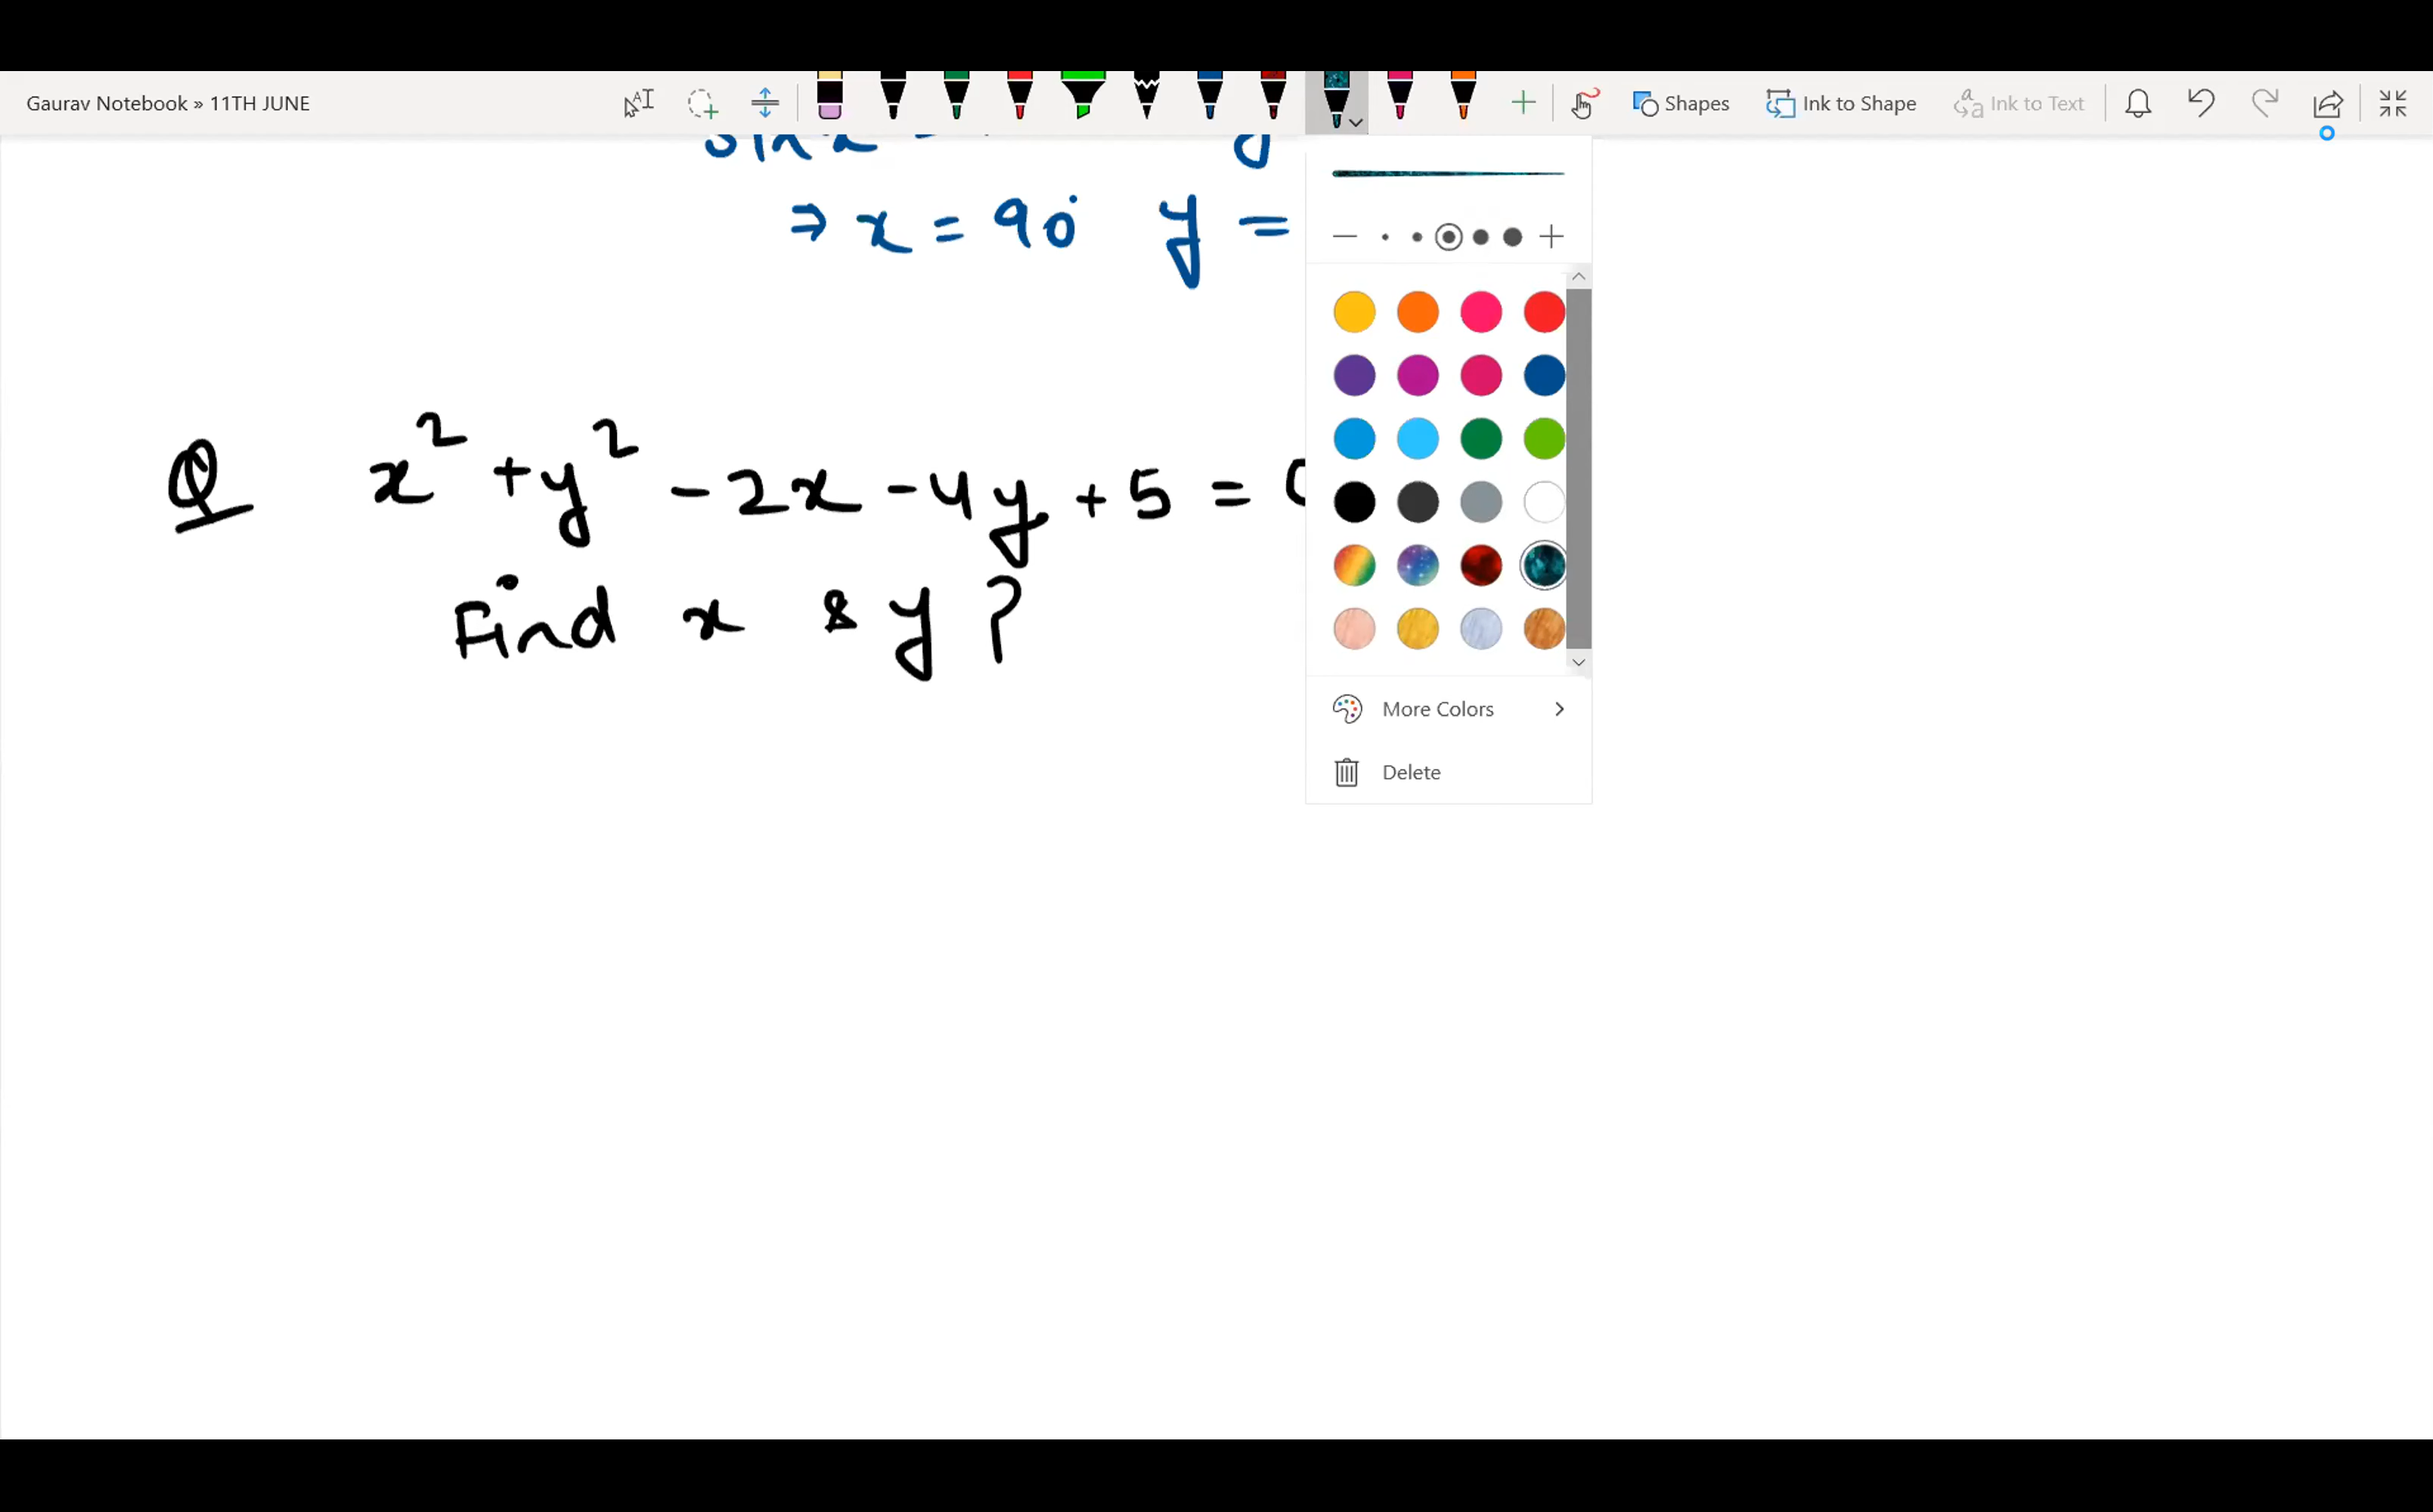 Gaurav Notebook » 11TH JUNE Shapes Ink to Shape Ink to Text
sin x =
⇒ x = 90° y =
Q x² + y² - 2x - 4y + 5 = 0
Find x & y ?
More Colors
Delete